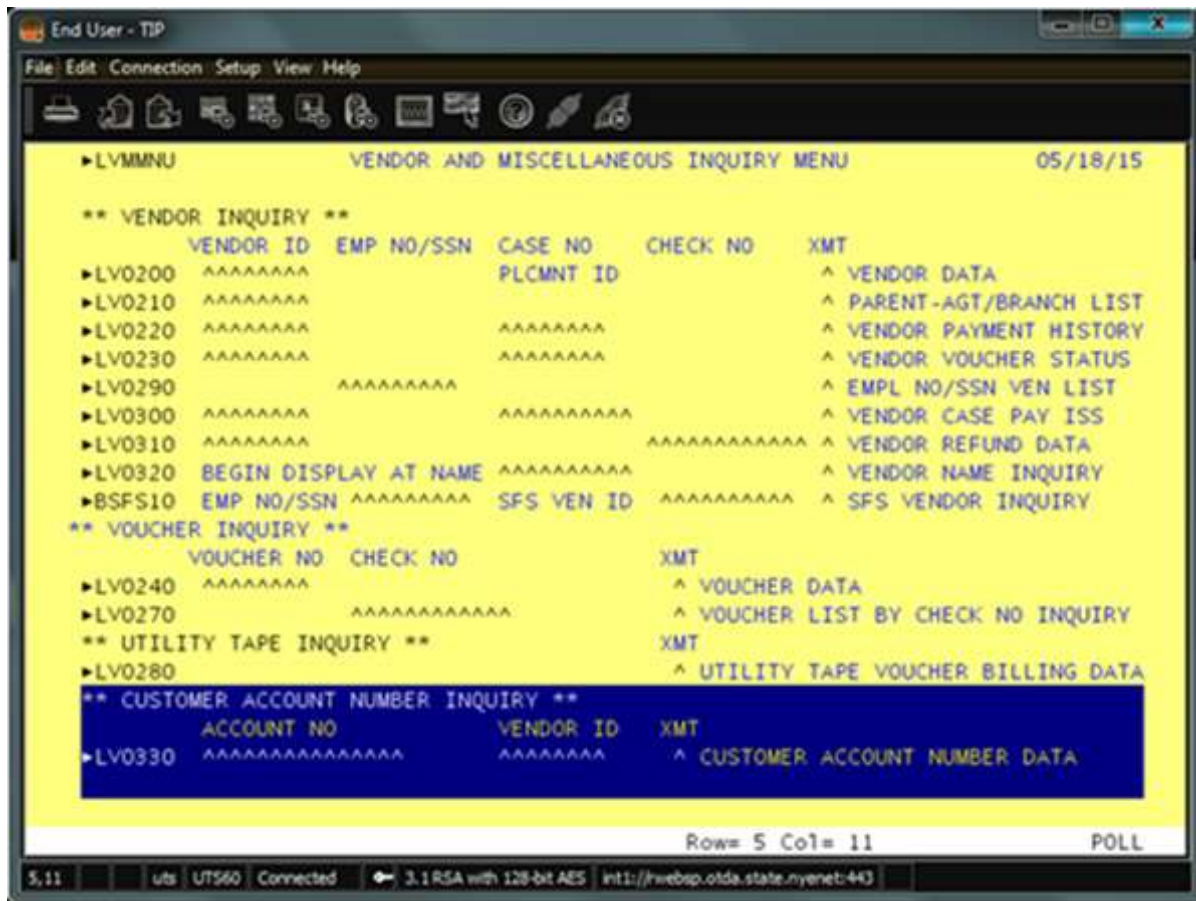 End User - TIP
File Edit Connection Setup View Help
►LVMMNU VENDOR AND MISCELLANEOUS INQUIRY MENU 05/18/15
** VENDOR INQUIRY **
VENDOR ID EMP NO/SSN CASE NO CHECK NO XMT
►LV0200 ^^^^^^^^ PLCMNT ID ^ VENDOR DATA
►LV0210 ^^^^^^^^ ^ PARENT-AGT/BRANCH LIST
►LV0220 ^^^^^^^^ ^^^^^^^^ ^ VENDOR PAYMENT HISTORY
►LV0230 ^^^^^^^^ ^^^^^^^^ ^ VENDOR VOUCHER STATUS
►LV0290 ^^^^^^^^^ ^ EMPL NO/SSN VEN LIST
►LV0300 ^^^^^^^^ ^^^^^^^^^^ ^ VENDOR CASE PAY ISS
►LV0310 ^^^^^^^^ ^^^^^^^^^^^^ ^ VENDOR REFUND DATA
►LV0320 BEGIN DISPLAY AT NAME ^^^^^^^^^^ ^ VENDOR NAME INQUIRY
►BSFS10 EMP NO/SSN ^^^^^^^^^ SFS VEN ID ^^^^^^^^^^ ^ SFS VENDOR INQUIRY
** VOUCHER INQUIRY **
VOUCHER NO CHECK NO XMT
►LV0240 ^^^^^^^^ ^ VOUCHER DATA
►LV0270 ^^^^^^^^^^^^ ^ VOUCHER LIST BY CHECK NO INQUIRY
** UTILITY TAPE INQUIRY ** XMT
►LV0280 ^ UTILITY TAPE VOUCHER BILLING DATA
** CUSTOMER ACCOUNT NUMBER INQUIRY **
ACCOUNT NO VENDOR ID XMT
►LV0330 ^^^^^^^^^^^^^^^ ^^^^^^^^ ^ CUSTOMER ACCOUNT NUMBER DATA
Row= 5 Col= 11 POLL
5,11 uts UTS60 Connected 3.1 RSA with 128-bit AES int1://rwebsp.otda.state.nyenet:443